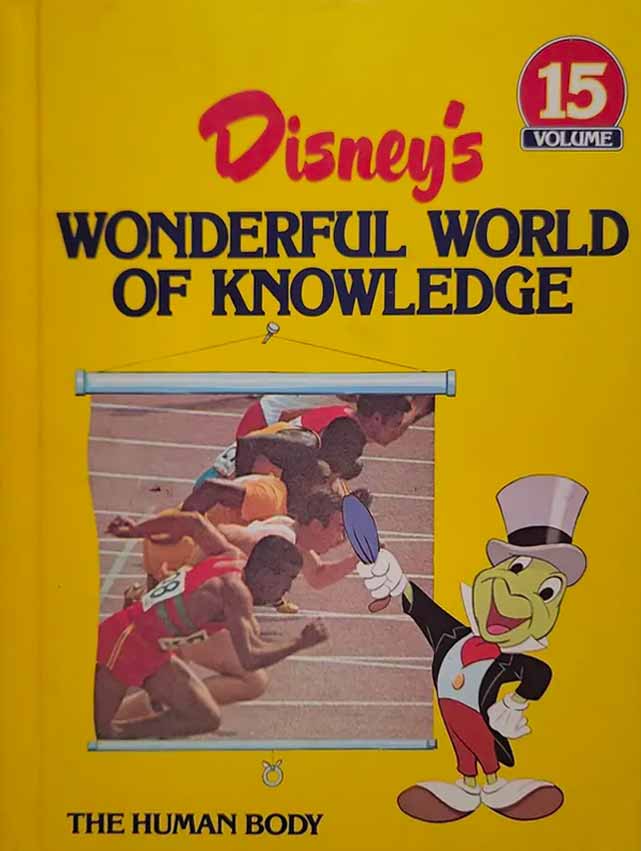 15
VOLUME
Disney's
WONDERFUL WORLD
OF KNOWLEDGE
THE HUMAN BODY